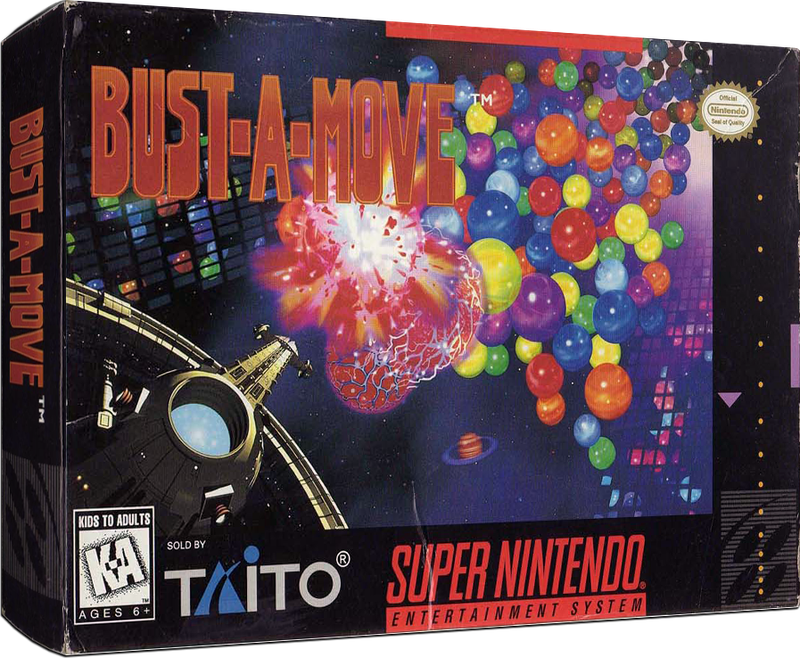 BUST-A-MOVE™
BUST-A-MOVE™
Official
Nintendo
Seal of Quality
KIDS TO ADULTS
K-A
AGES 6+
™
SOLD BY
TAITO®
SUPER NINTENDO®
ENTERTAINMENT SYSTEM